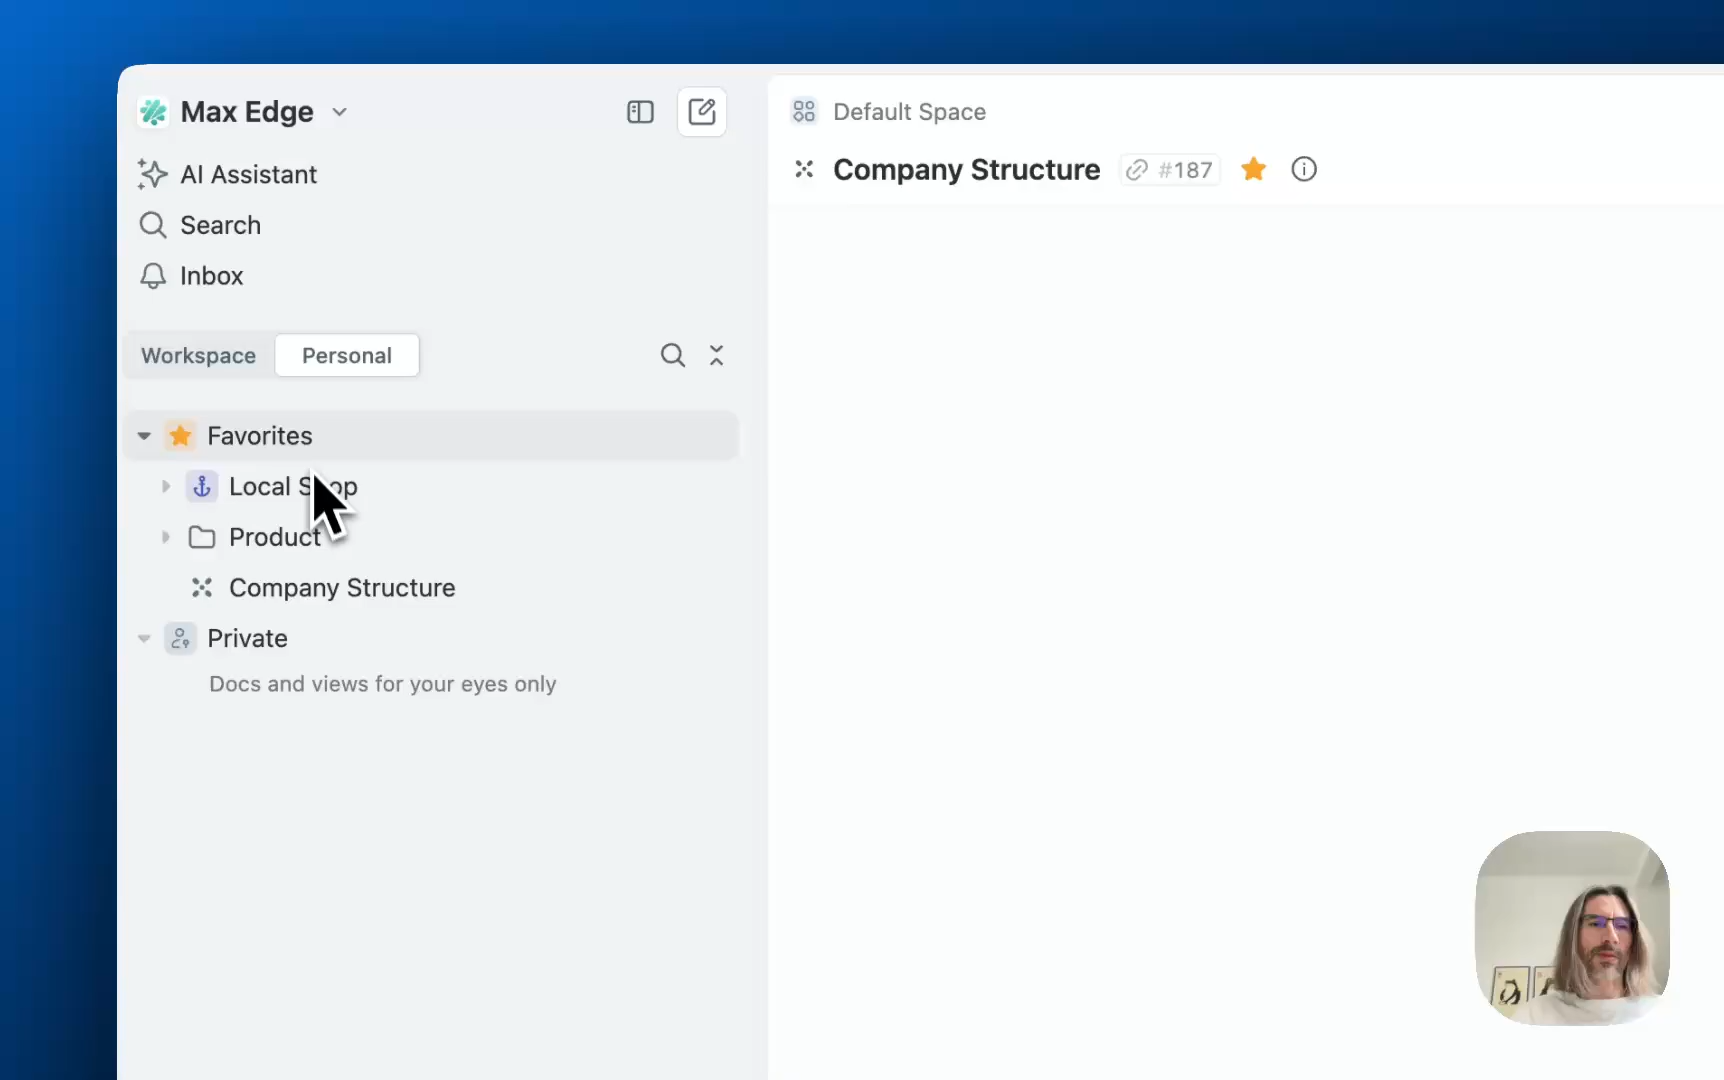 Max Edge
AI Assistant
Search
Inbox
Workspace
Personal
Favorites
Local Shop
Product
Company Structure
Private
Docs and views for your eyes only
Default Space
Company Structure
#187